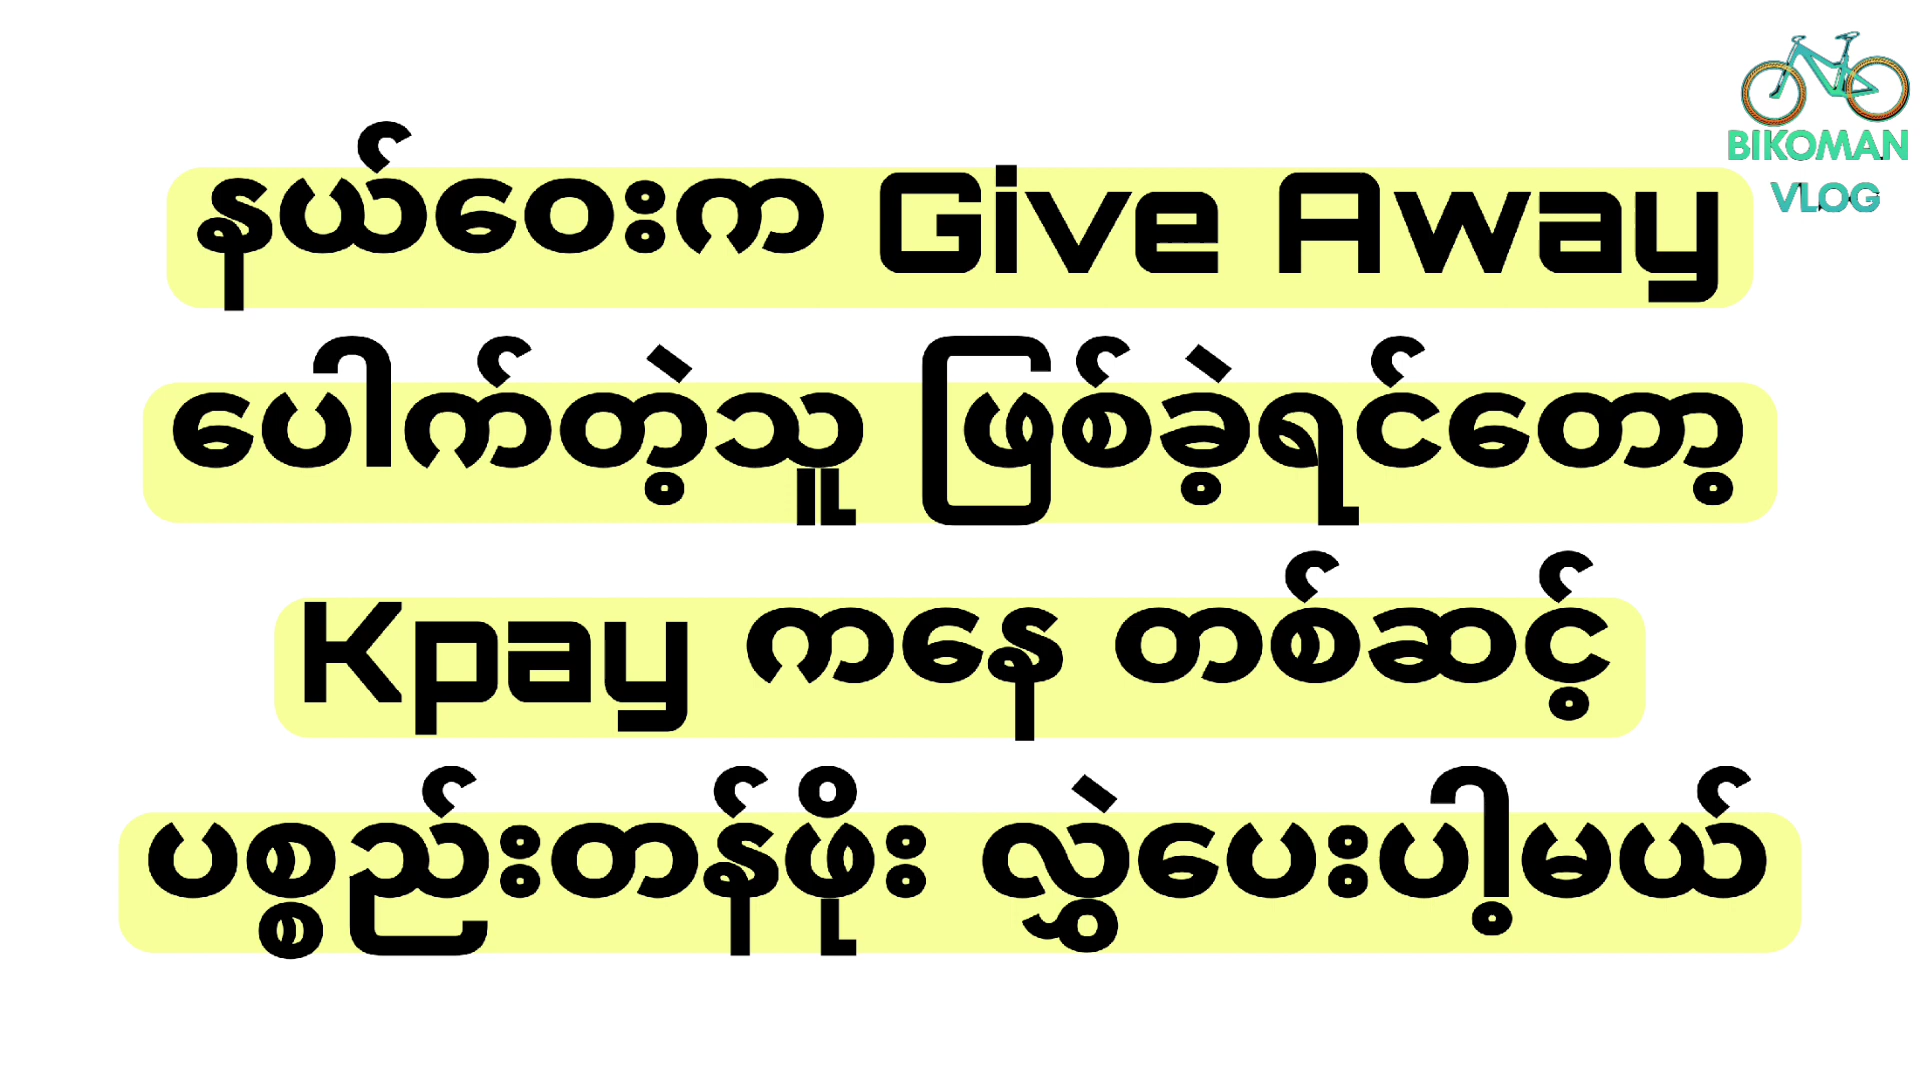 BIKOMAN
VLOG
နယ်ဝေးက Give Away
ပေါက်တဲ့သူ ဖြစ်ခဲ့ရင်တော့
Kpay ကနေ တစ်ဆင့်
ပစ္စည်းတန်ဖိုး လွှဲပေးပါ့မယ်